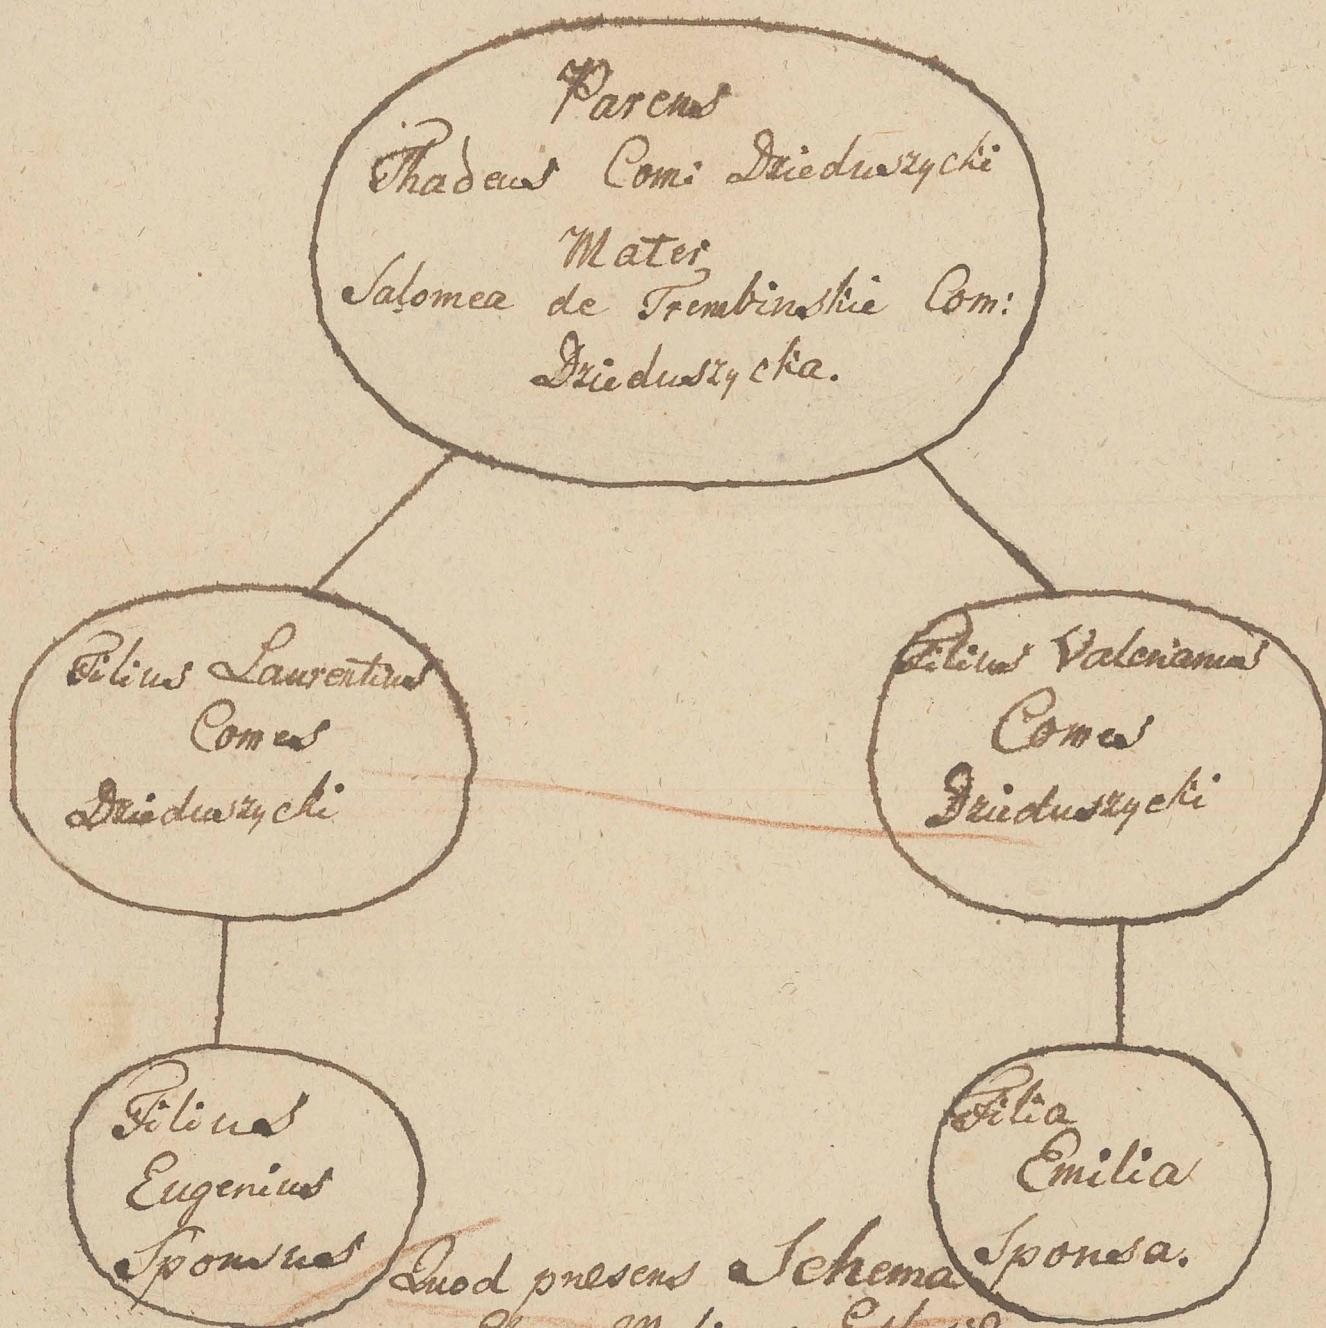 Parens
Thadeus Com: Dzieduszycki
Mater
Salomea de Trembinskie Com:
Dzieduszycka.
Filius Laurentius
Comes
Dzieduszycki
Filius Valerianus
Comes
Dzieduszycki
Filius
Eugenius
Sponsus
Filia
Emilia
Sponsa.
Quod presens Schema